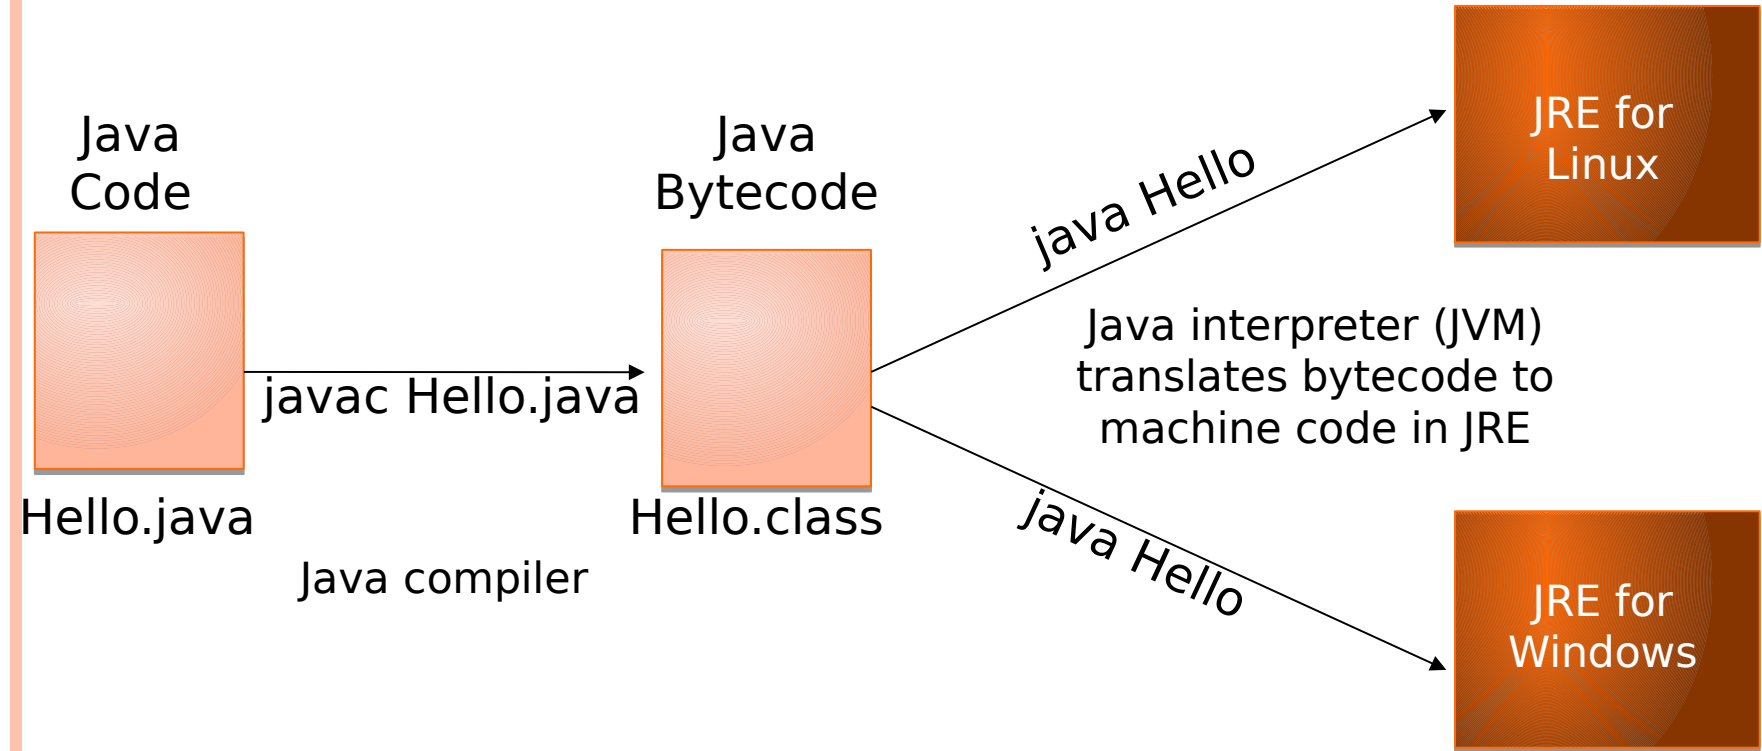 Java
Code
Hello.java
javac Hello.java
Java compiler
Java
Bytecode
Hello.class
java Hello
Java interpreter (JVM)
translates bytecode to
machine code in JRE
java Hello
JRE for
Linux
JRE for
Windows